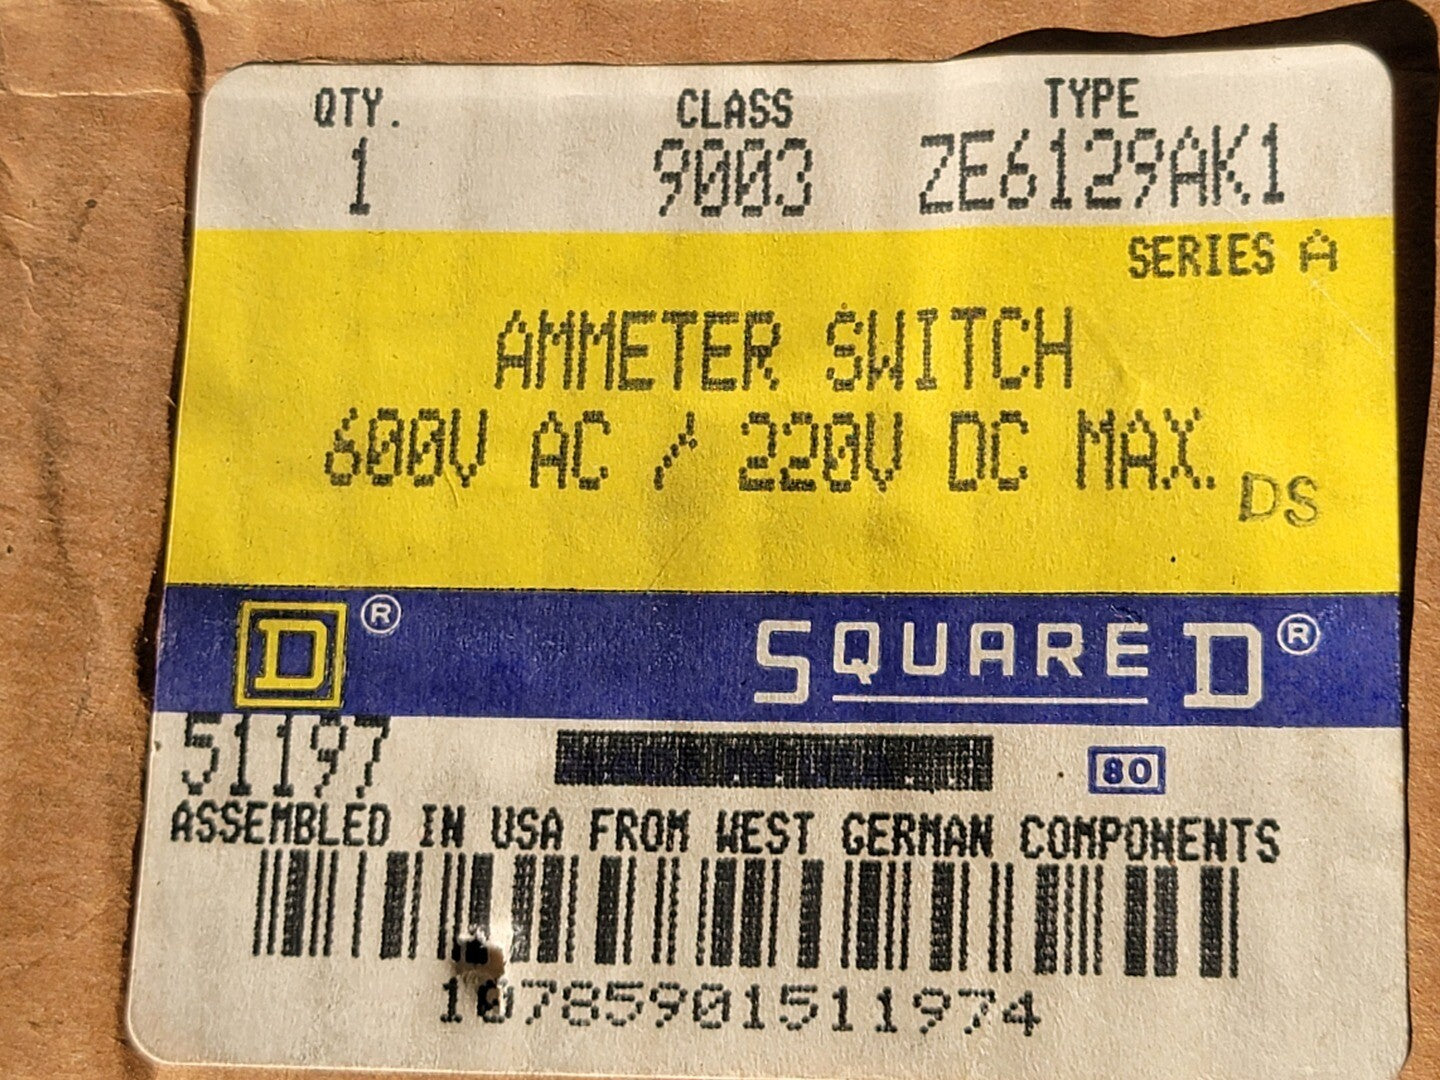 QTY. CLASS TYPE
1 9003 ZE6129AK1
SERIES A
AMMETER SWITCH
600V AC / 220V DC MAX.
DS
D® SQUARE D®
51197
80
ASSEMBLED IN USA FROM WEST GERMAN COMPONENTS
10785901511974